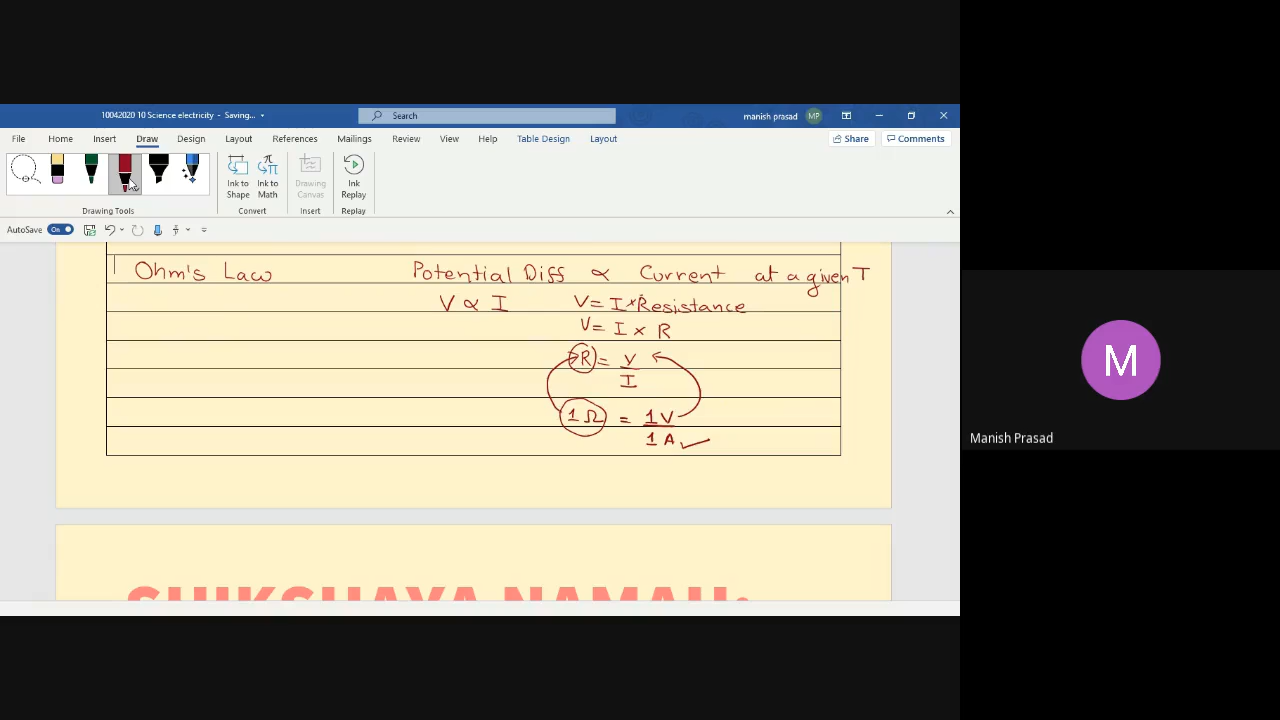 10042020 10 Science electricity - Saving...
Search
manish prasad MP
File Home Insert Draw Design Layout References Mailings Review View Help Table Design Layout
Share Comments
Ink to Shape
Ink to Math
Drawing Canvas
Ink Replay
Drawing Tools Convert Insert Replay
AutoSave On
Ohm's Law Potential Diff ∝ Current at a given T
V ∝ I V = I × Resistance
V = I × R
R = V
I
1 Ω = 1 V
1 A ✓
SHIKSHAYA NAMAH:
M
Manish Prasad